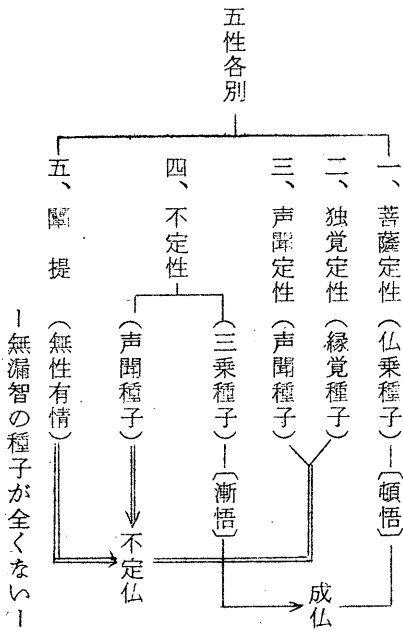 五性各別
一、菩薩定性(仏乗種子)―〔頓悟〕
二、独覚定性(縁覚種子)
三、声聞定性(声聞種子)
四、不定性
(三乗種子)―〔漸悟〕
(声聞種子)
五、闡提(無性有情)
―無漏智の種子が全くない―
成仏
不定仏